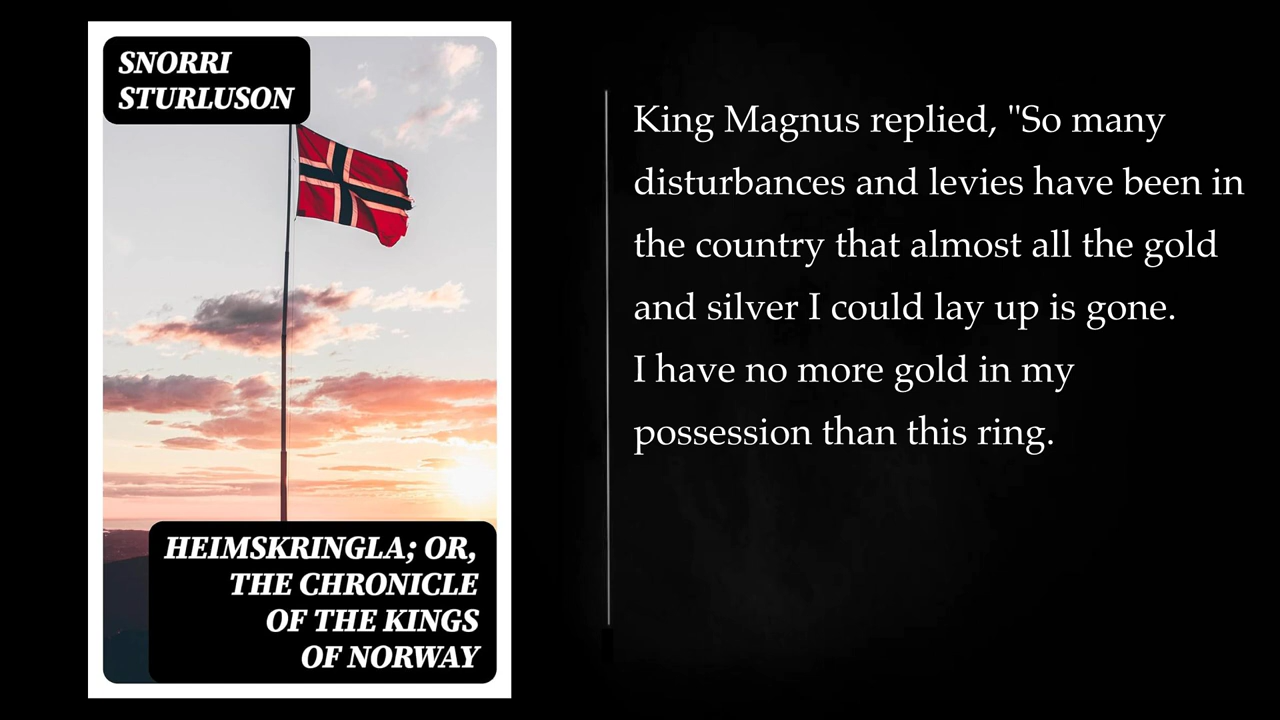 SNORRI
STURLUSON
HEIMSKRINGLA; OR,
THE CHRONICLE
OF THE KINGS
OF NORWAY
King Magnus replied, "So many
disturbances and levies have been in
the country that almost all the gold
and silver I could lay up is gone.
I have no more gold in my
possession than this ring.